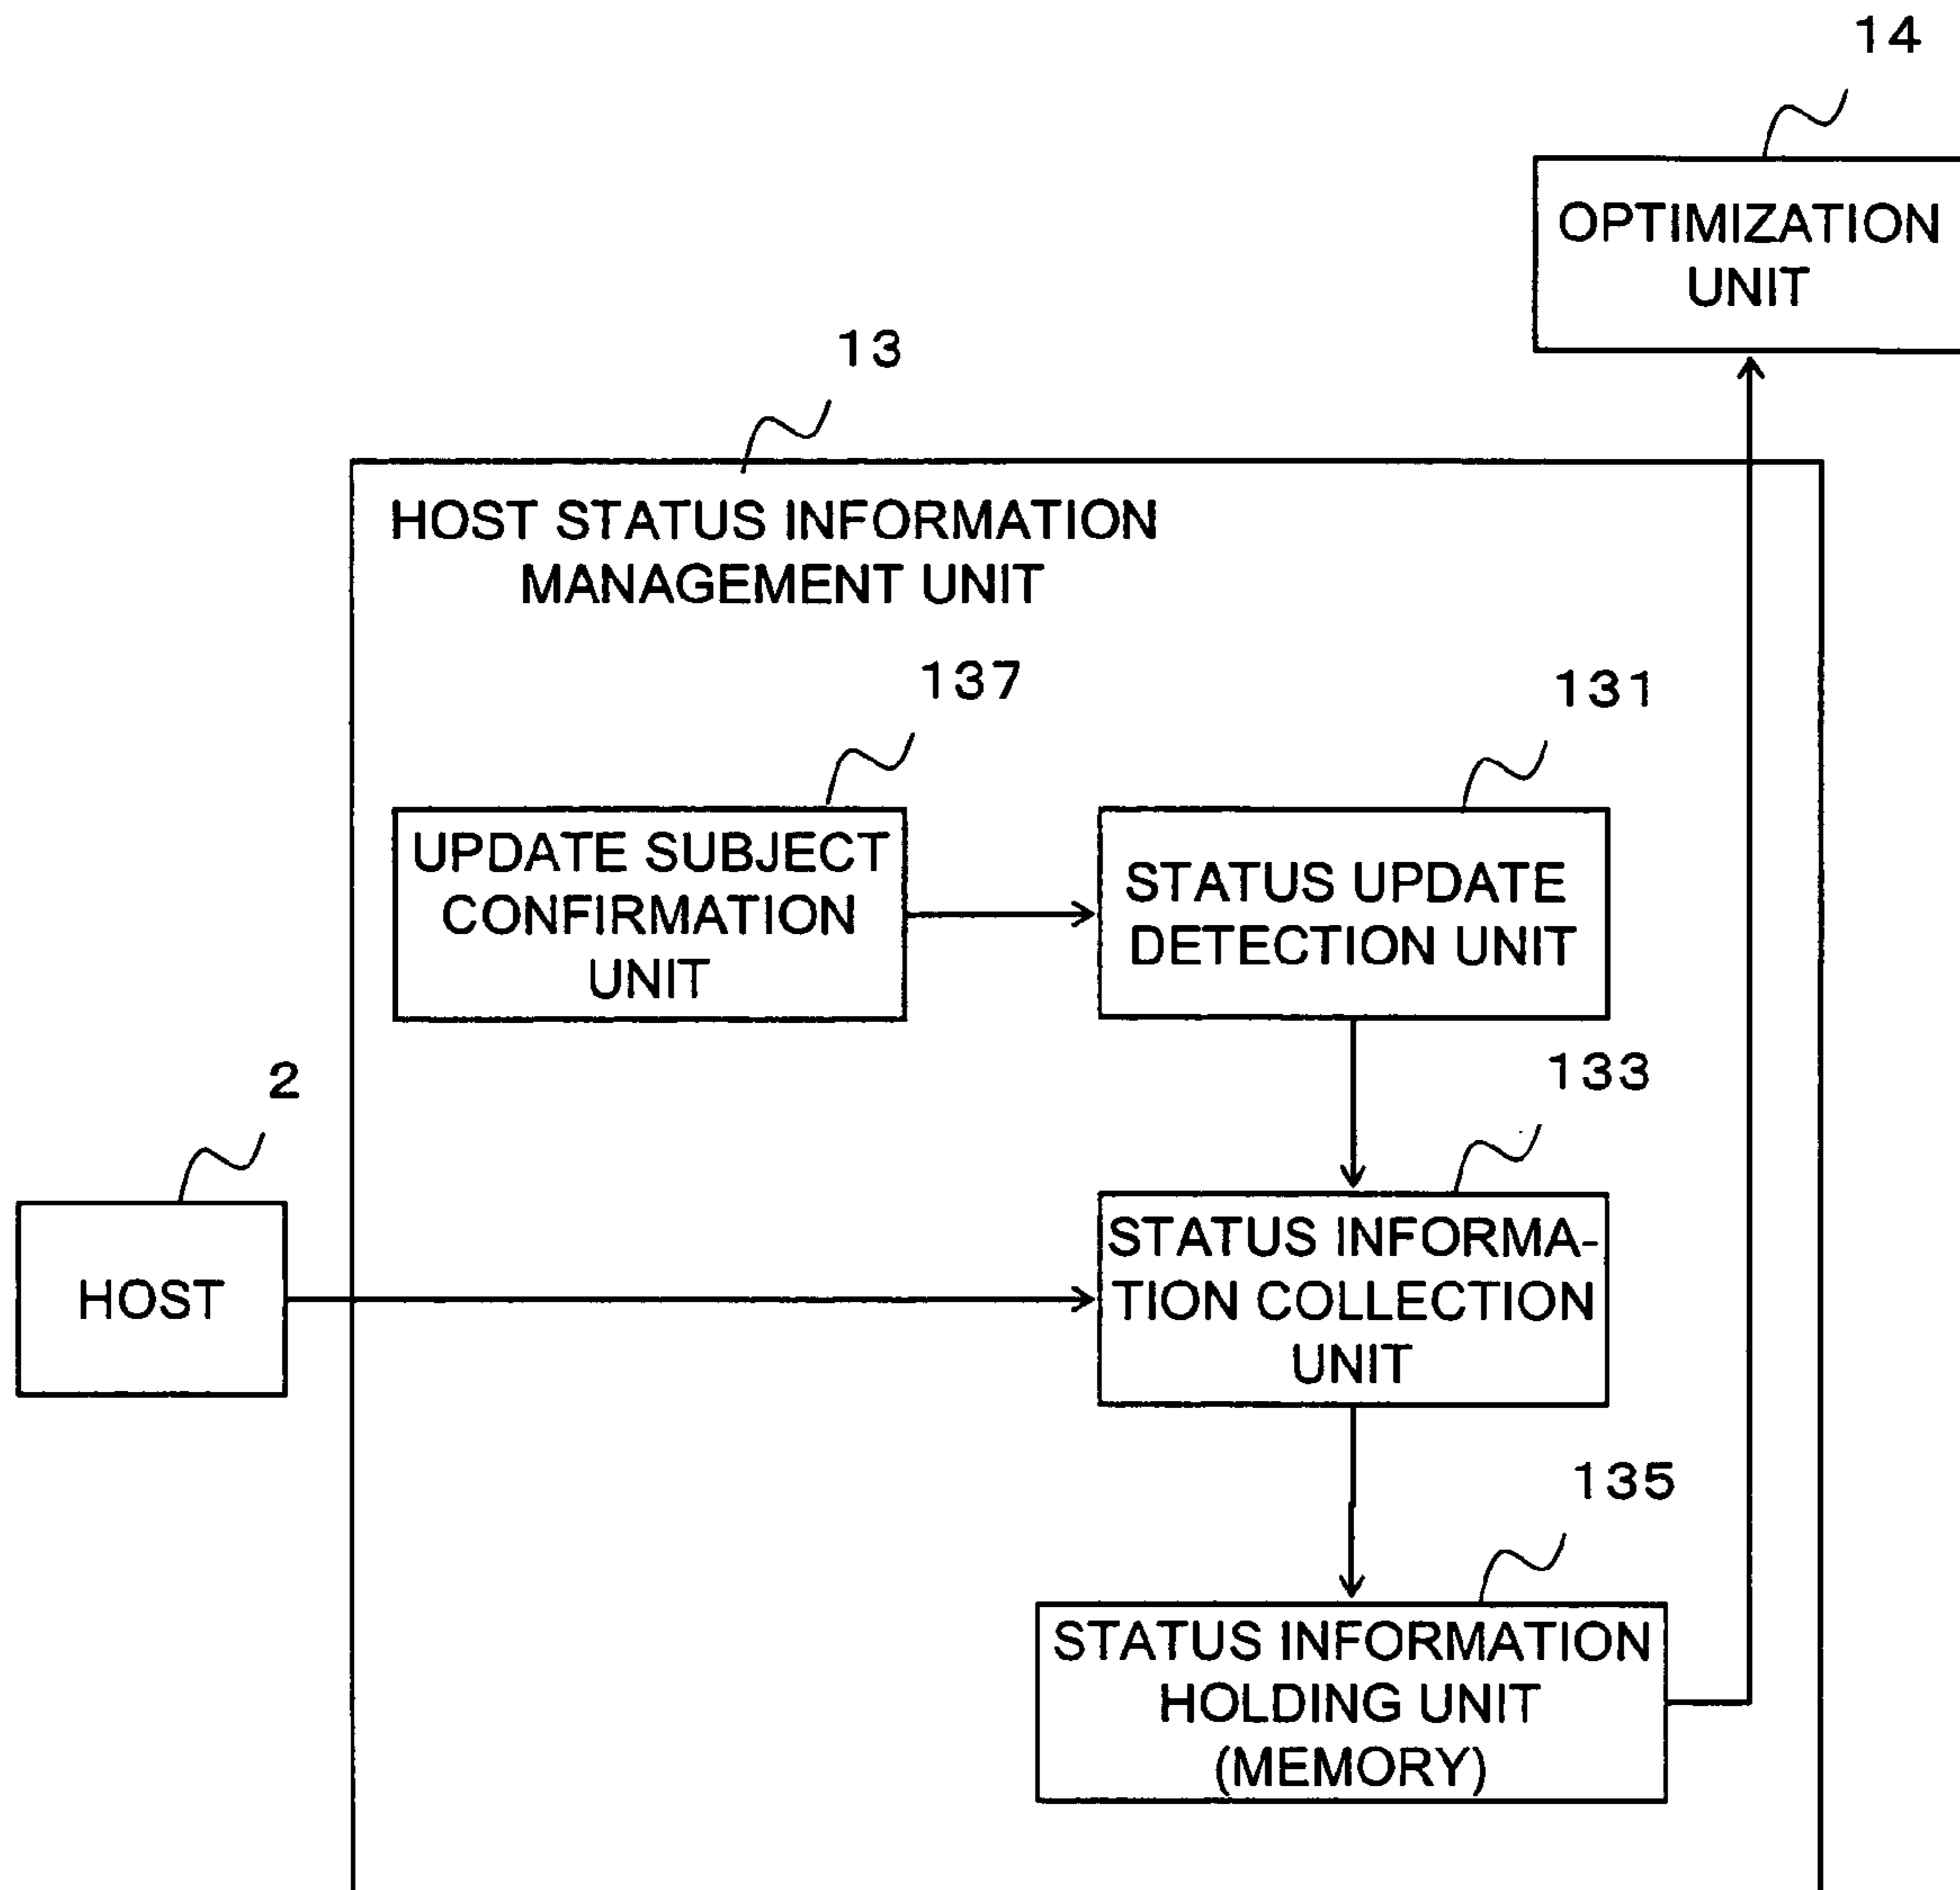 14
OPTIMIZATION
UNIT
13
HOST STATUS INFORMATION
MANAGEMENT UNIT
137
131
UPDATE SUBJECT
CONFIRMATION
UNIT
STATUS UPDATE
DETECTION UNIT
2
133
HOST
STATUS INFORMA-
TION COLLECTION
UNIT
135
STATUS INFORMATION
HOLDING UNIT
(MEMORY)